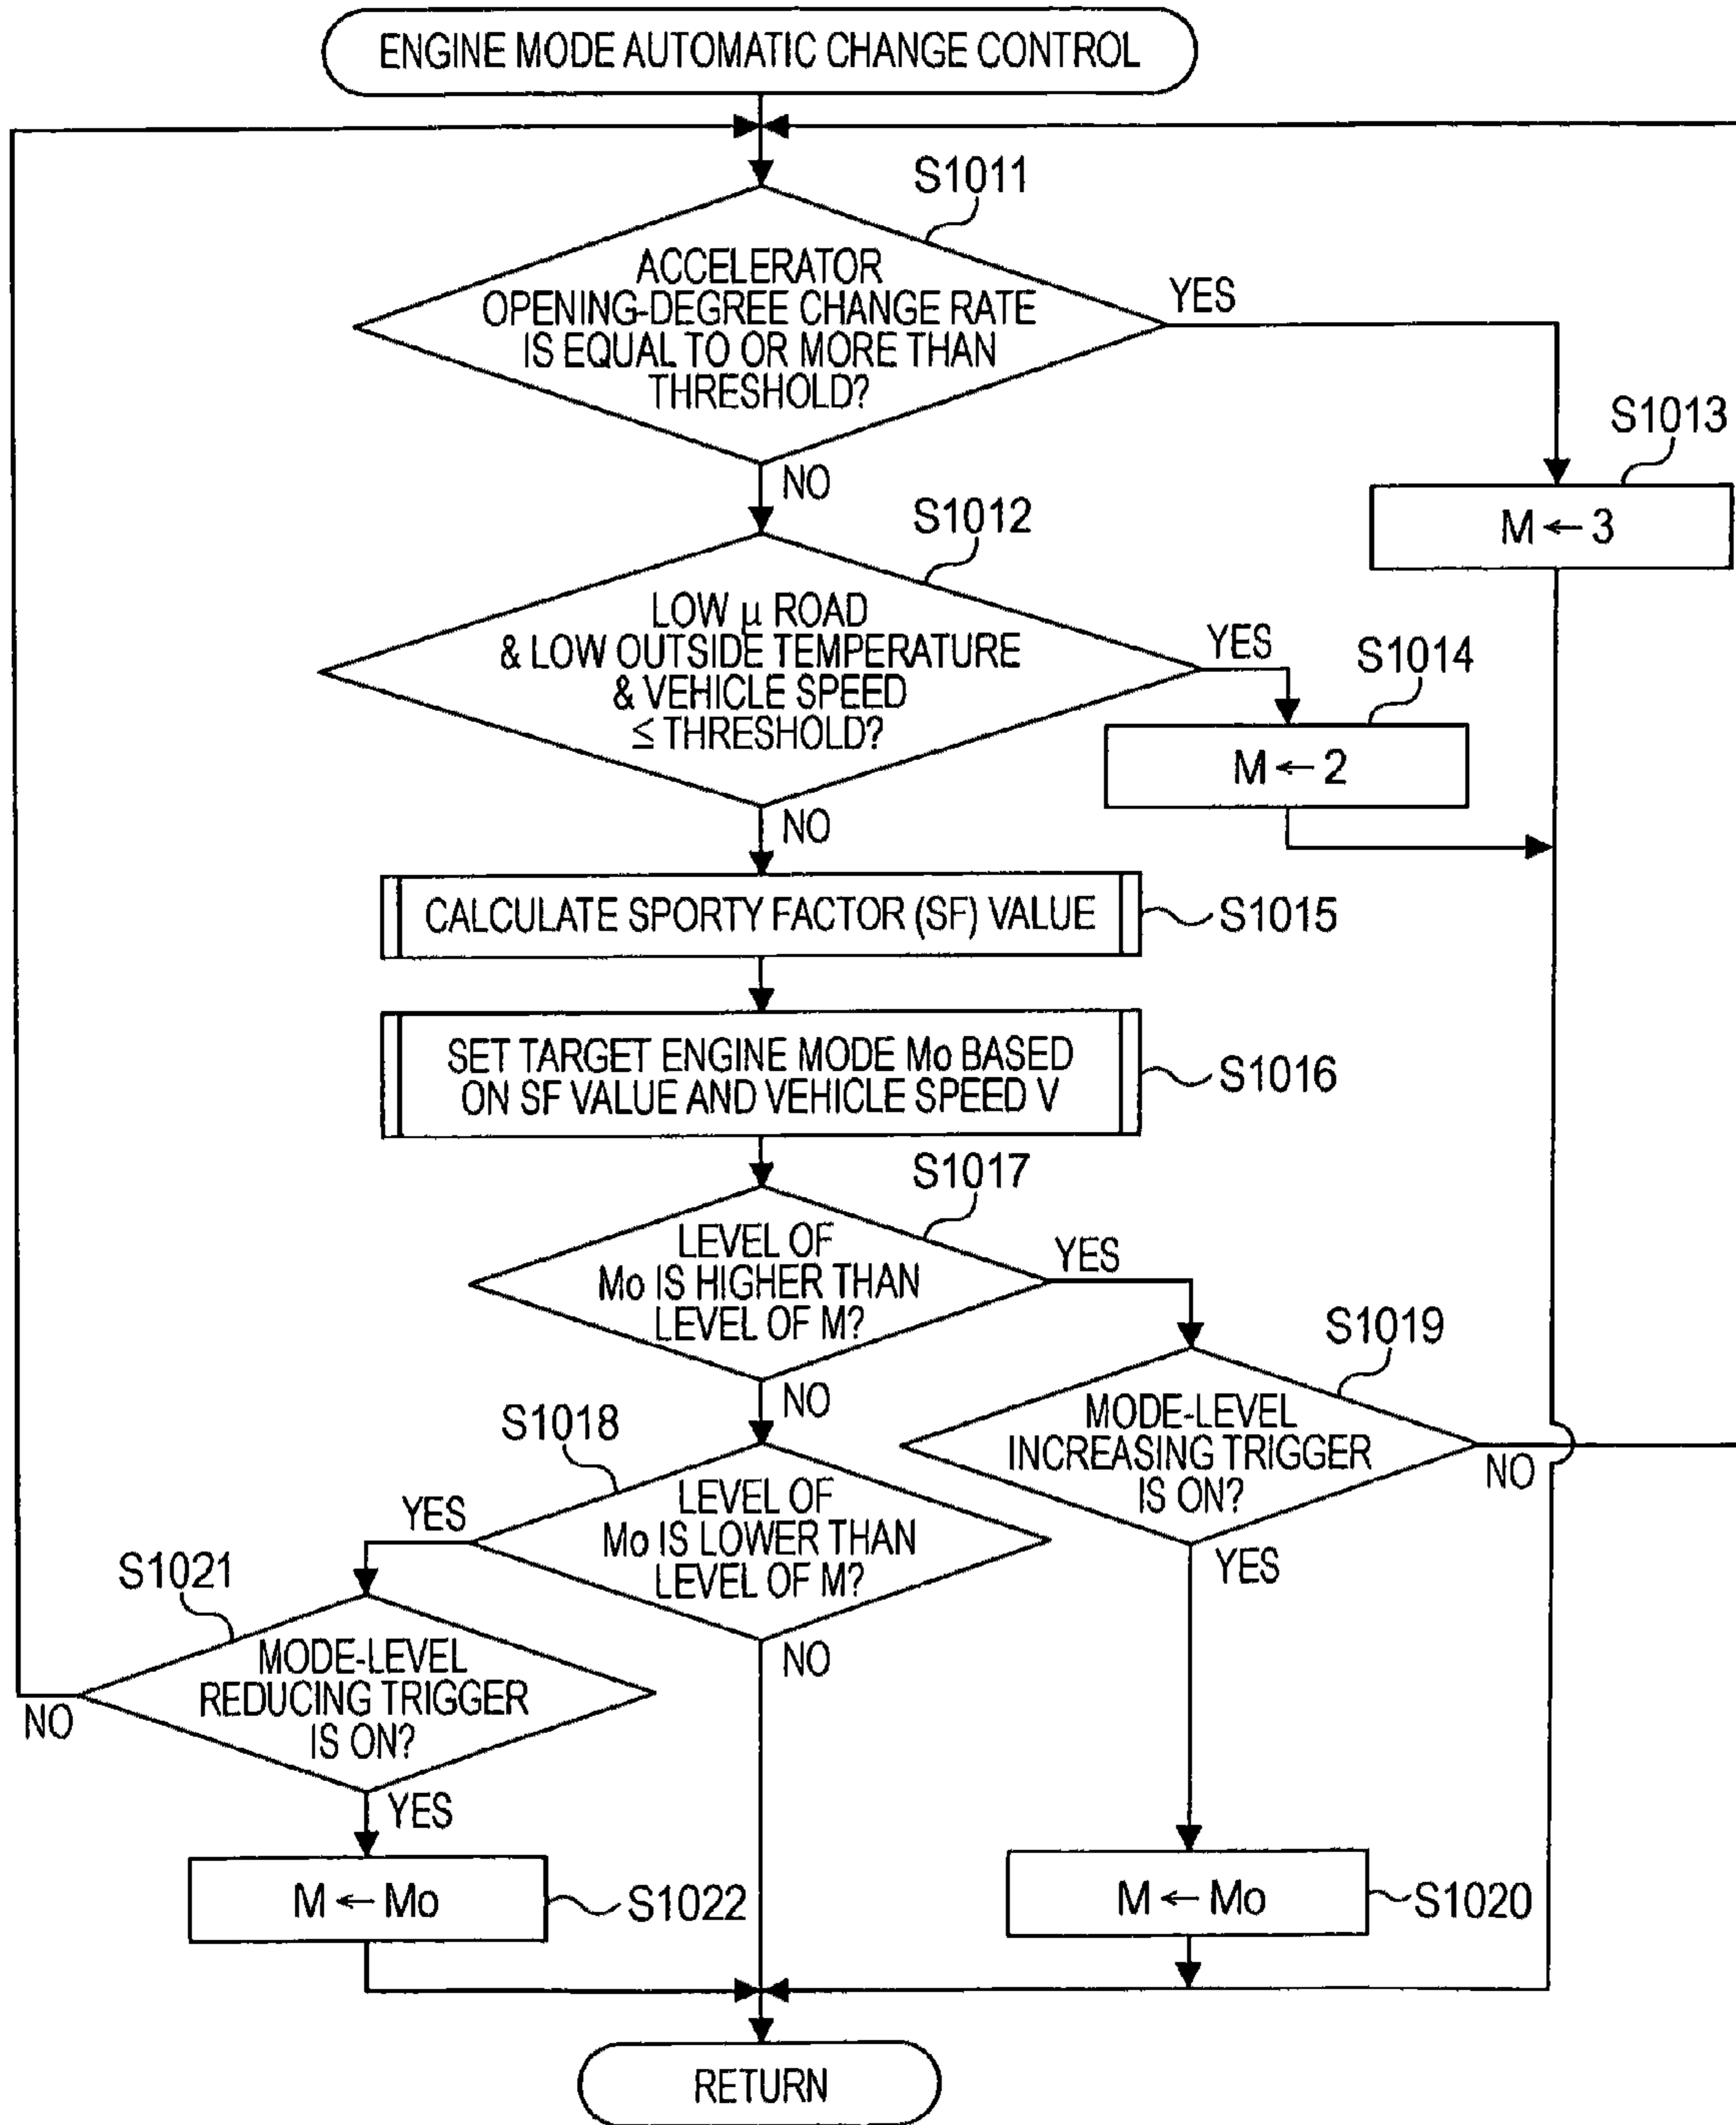 ENGINE MODE AUTOMATIC CHANGE CONTROL
S1011
ACCELERATOR
OPENING-DEGREE CHANGE RATE
IS EQUAL TO OR MORE THAN
THRESHOLD?
YES
NO
S1013
M ← 3
S1012
LOW μ ROAD
& LOW OUTSIDE TEMPERATURE
& VEHICLE SPEED
≤ THRESHOLD?
YES
NO
S1014
M ← 2
CALCULATE SPORTY FACTOR (SF) VALUE
S1015
SET TARGET ENGINE MODE Mo BASED
ON SF VALUE AND VEHICLE SPEED V
S1016
S1017
LEVEL OF
Mo IS HIGHER THAN
LEVEL OF M?
YES
NO
S1019
MODE-LEVEL
INCREASING TRIGGER
IS ON?
NO
YES
S1018
LEVEL OF
Mo IS LOWER THAN
LEVEL OF M?
YES
NO
S1021
MODE-LEVEL
REDUCING TRIGGER
IS ON?
NO
YES
M ← Mo
S1022
M ← Mo
S1020
RETURN